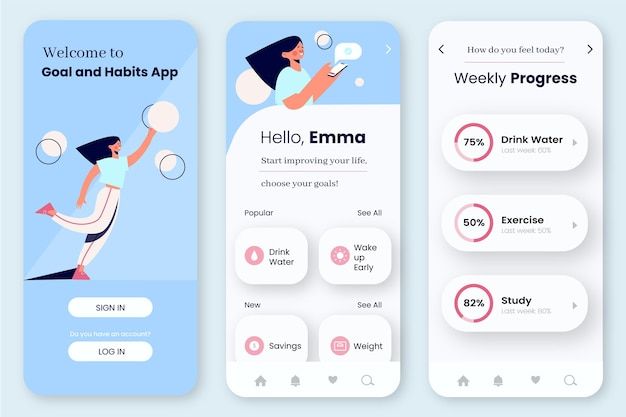 Welcome to
Goal and Habits App
SIGN IN
Do you have an account?
LOG IN
Hello, Emma
Start improving your life,
choose your goals!
Popular
See All
Drink
Water
Wake
up
Early
New
See All
Savings
Weight
How do you feel today?
Weekly Progress
75%
Drink Water
Last week: 60%
50%
Exercise
Last week: 50%
82%
Study
Last week: 80%